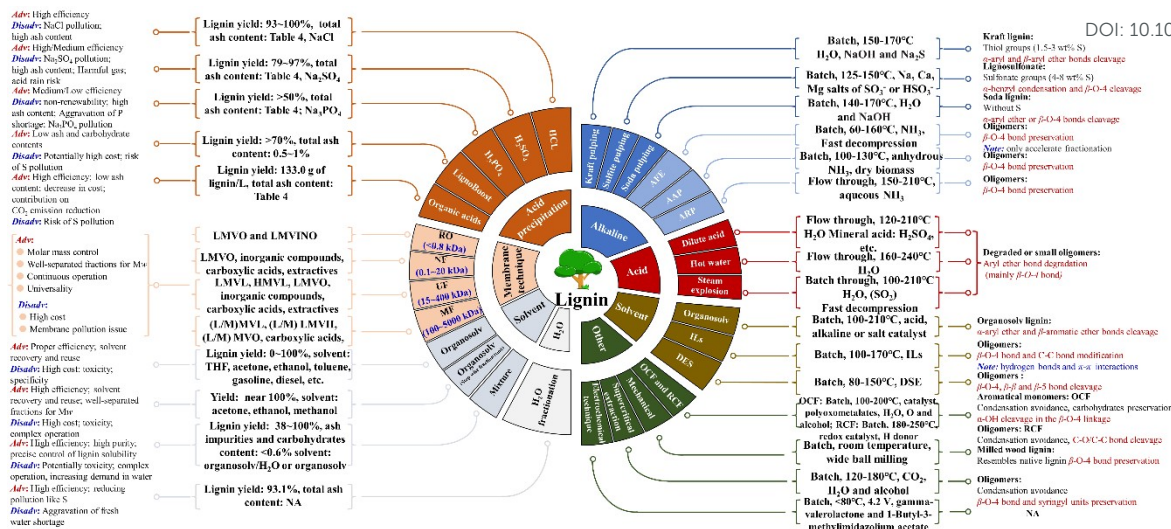 DOI: 10.10
Adv: High efficiency
Disadv: NaCl pollution;
high ash content
Adv: High/Medium efficiency
Disadv: Na₂SO₄ pollution;
high ash content; Harmful gas;
acid rain risk
Adv: Medium/Low efficiency
Disadv: non-renewability; high
ash content: Aggravation of P
shortage: Na₃PO₄ pollution
Adv: Low ash and carbohydrate
contents
Disadv: Potentially high cost; risk
of S pollution
Adv: High efficiency; low ash
content: decrease in cost;
contribution on
CO₂ emission reduction
Disadv: Risk of S pollution
Adv:
Molar mass control
Well-separated fractions for Mw
Continuous operation
Universality
Disadv:
High cost
Membrane pollution issue
Adv: Proper efficiency; solvent
recovery and reuse
Disadv: High cost: toxicity;
specificity
Adv: High efficiency; solvent
recovery and reuse; well-separated
fractions for Mw
Disadv: High cost; toxicity;
complex operation
Adv: High efficiency; high purity;
precise control of lignin solubility
Disadv: Potentially toxicity; complex
operation, increasing demand in water
Adv: High efficiency; reducing
pollution like S
Disadv: Aggravation of fresh
water shortage
Lignin yield: 93~100%, total
ash content: Table 4, NaCl
Lignin yield: 79~97%, total
ash content: Table 4, Na₂SO₄
Lignin yield: >50%, total
ash content: Table 4; Na₃PO₄
Lignin yield: >70%, total
ash content: 0.5~1%
Lignin yield: 133.0 g of
lignin/L, total ash content:
Table 4
LMVO and LMVINO
LMVO, inorganic compounds,
carboxylic acids, extractives
LMVL, HMVL, LMVO,
inorganic compounds,
carboxylic acids, extractives
(L/M)MVL, (L/M) LMVII,
(L/M) MVO, carboxylic acids,
Lignin yield: 0~100%, solvent:
THF, acetone, ethanol, toluene,
gasoline, diesel, etc.
Yield: near 100%, solvent:
acetone, ethanol, methanol
Lignin yield: 38~100%, ash
impurities and carbohydrates
content: <0.6% solvent:
organosolv/H₂O or organosolv
Lignin yield: 93.1%, total ash
content: NA
HCL
H₂SO₄
H₃PO₄
LignoBoost
Organic acids
Acid
precipitation
RO
(<0.8 kDa)
NF
(0.1~20 kDa)
UF
(15~400 kDa)
MF
(100~5000 kDa)
Membrane
technique
Organosolv
Organosolv
Mixture
Solvent
H₂O
fractionation
H₂O
Lignin
Kraft pulping
Sulfite pulping
Soda pulping
AFE
AAP
ARP
Alkaline
Dilute acid
Hot water
Steam
explosion
Acid
Organosolv
ILs
DES
Solvent
OCF and RCF
Mechanical
Supercritical
extraction
Electrochemical
technique
Other
Batch, 150-170°C
H₂O, NaOH and Na₂S
Batch, 125-150°C, Na, Ca,
Mg salts of SO₃⁻ or HSO₃⁻
Batch, 140-170°C, H₂O
and NaOH
Batch, 60-160°C, NH₃,
Fast decompression
Batch, 100-130°C, anhydrous
NH₃, dry biomass
Flow through, 150-210°C,
aqueous NH₃
Flow through, 120-210°C
H₂O Mineral acid: H₂SO₄,
etc.
Flow through, 160-240°C
H₂O
Batch through, 100-210°C
H₂O, (SO₂)
Fast decompression
Batch, 100-210°C, acid,
alkaline or salt catalyst
Batch, 100-170°C, ILs
Batch, 80-150°C, DSE
OCF: Batch, 100-200°C, catalyst,
polyoxometalates, H₂O, O and
alcohol; RCF: Batch, 180-250°C,
redox catalyst, H donor
Batch, room temperature,
wide ball milling
Batch, 120-180°C, CO₂,
H₂O and alcohol
Batch, <80°C, 4.2 V, gamma-
valerolactone and 1-Butyl-3-
methylimidazolium acetate
Kraft lignin:
Thiol groups (1.5-3 wt% S)
α-aryl and β-aryl ether bonds cleavage
Lignosulfonate:
Sulfonate groups (4-8 wt% S)
α-benzyl condensation and β-O-4 cleavage
Soda lignin:
Without S
α-aryl ether or β-O-4 bonds cleavage
Oligomers:
β-O-4 bond preservation
Note: only accelerate fractionation
Oligomers:
β-O-4 bond preservation
Oligomers:
β-O-4 bond preservation
Degraded or small oligomers:
Aryl ether bond degradation
(mainly β-O-4 bond)
Organosolv lignin:
α-aryl ether and β-aromatic ether bonds cleavage
Oligomers:
β-O-4 bond and C-C bond modification
Note: hydrogen bonds and π-π interactions
Oligomers :
β-O-4, β-β and β-5 bond cleavage
Aromatical monomers: OCF
Condensation avoidance, carbohydrates preservation
α-OH cleavage in the β-O-4 linkage
Oligomers: RCF
Condensation avoidance, C-O/C-C bond cleavage
Milled wood lignin:
Resembles native lignin β-O-4 bond preservation
Oligomers:
Condensation avoidance
β-O-4 bond and syringyl units preservation
NA